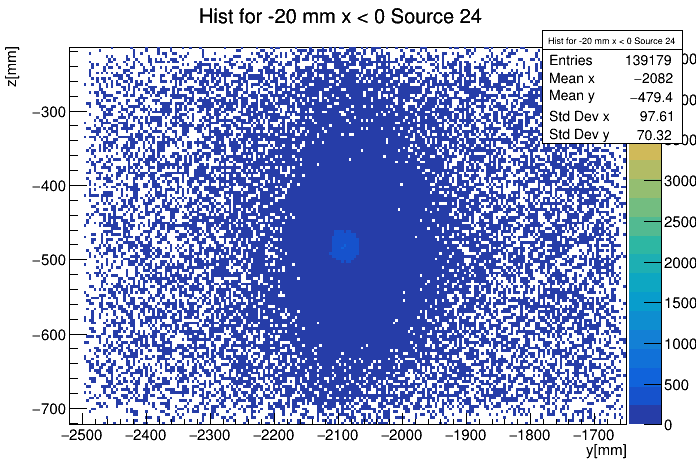 Hist for -20 mm x < 0 Source 24
Hist for -20 mm x < 0 Source 24
Entries 139179
Mean x −2082
Mean y −479.4
Std Dev x 97.61
Std Dev y 70.32
z[mm]
−300
−400
−500
−600
−700
−2500 −2400 −2300 −2200 −2100 −2000 −1900 −1800 −1700
y[mm]
3000
2500
2000
1500
1000
500
0